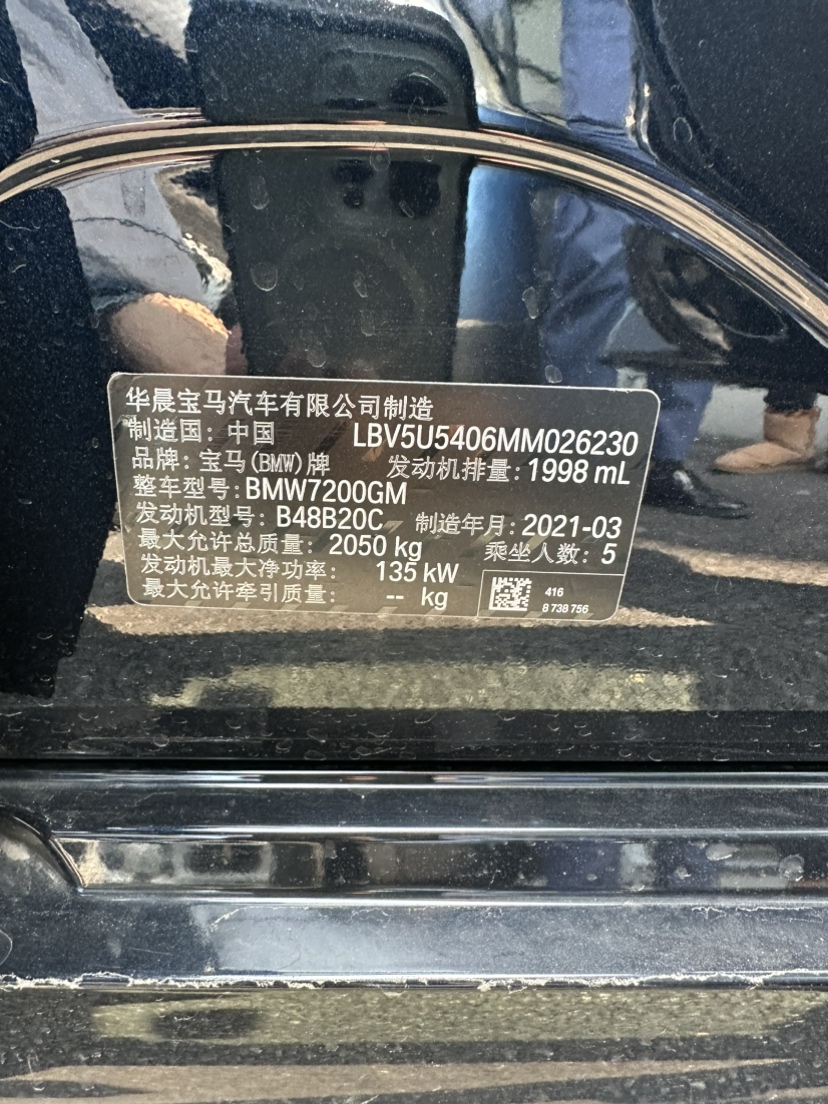 华晨宝马汽车有限公司制造
制造国：中国 LBV5U5406MM026230
品牌：宝马(BMW)牌 发动机排量：1998 mL
整车型号：BMW7200GM
发动机型号：B48B20C 制造年月：2021-03
最大允许总质量：2050 kg 乘坐人数：5
发动机最大净功率：135 kW
最大允许牵引质量：-- kg
416
8 738 756